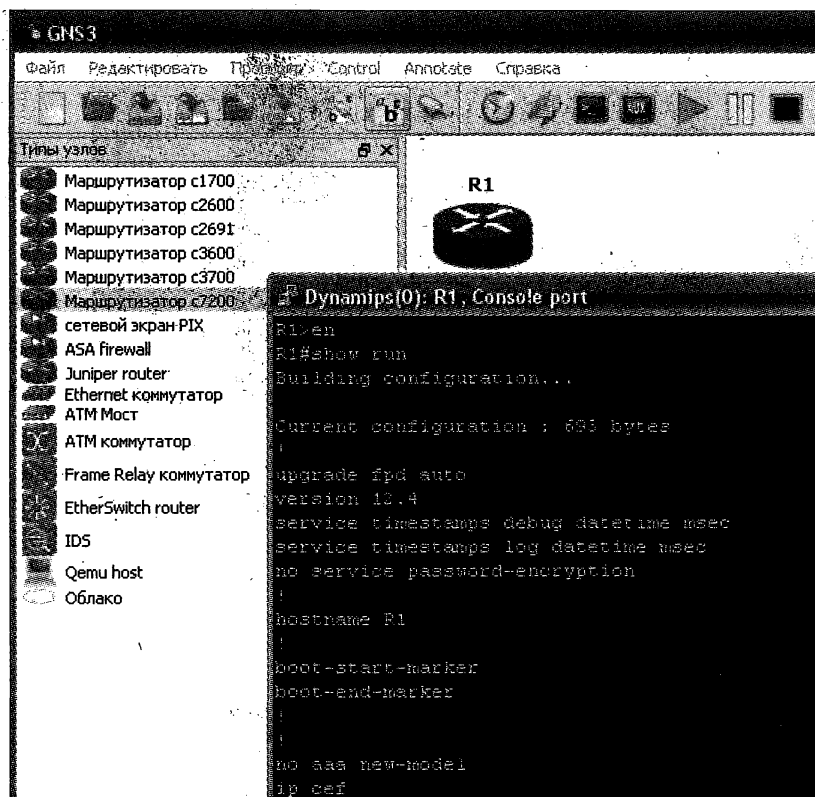 GNS3
Файл Редактировать Control Annotate Справка
Типы узлов
Маршрутизатор c1700
Маршрутизатор c2600
Маршрутизатор c2691
Маршрутизатор c3600
Маршрутизатор c3700
Маршрутизатор c7200
сетевой экран PIX
ASA firewall
Juniper router
Ethernet коммутатор
ATM Мост
ATM коммутатор
Frame Relay коммутатор
EtherSwitch router
IDS
Qemu host
Облако
R1
Dynamips(0): R1, Console port
R1>en
R1#show run
Building configuration...
Current configuration : 693 bytes
!
upgrade fpd auto
version 12.4
service timestamps debug datetime msec
service timestamps log datetime msec
no service password-encryption
!
hostname R1
!
boot-start-marker
boot-end-marker
!
!
no aaa new-model
ip cef